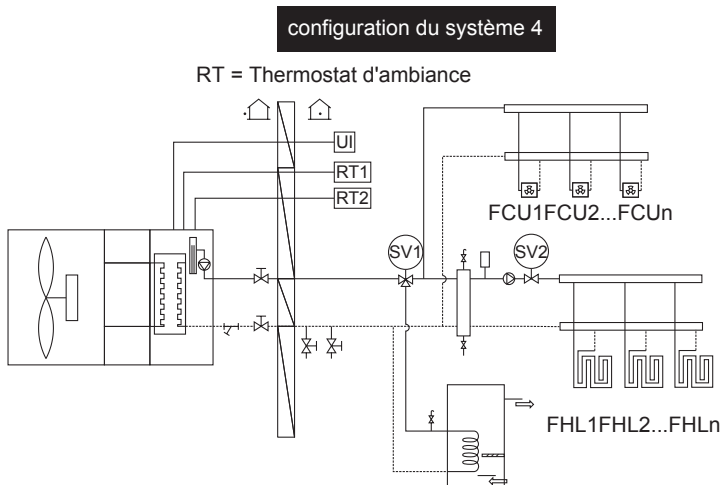 configuration du système 4
RT = Thermostat d'ambiance
UI
RT1
RT2
FCU1FCU2...FCUn
SV1
SV2
FHL1FHL2...FHLn